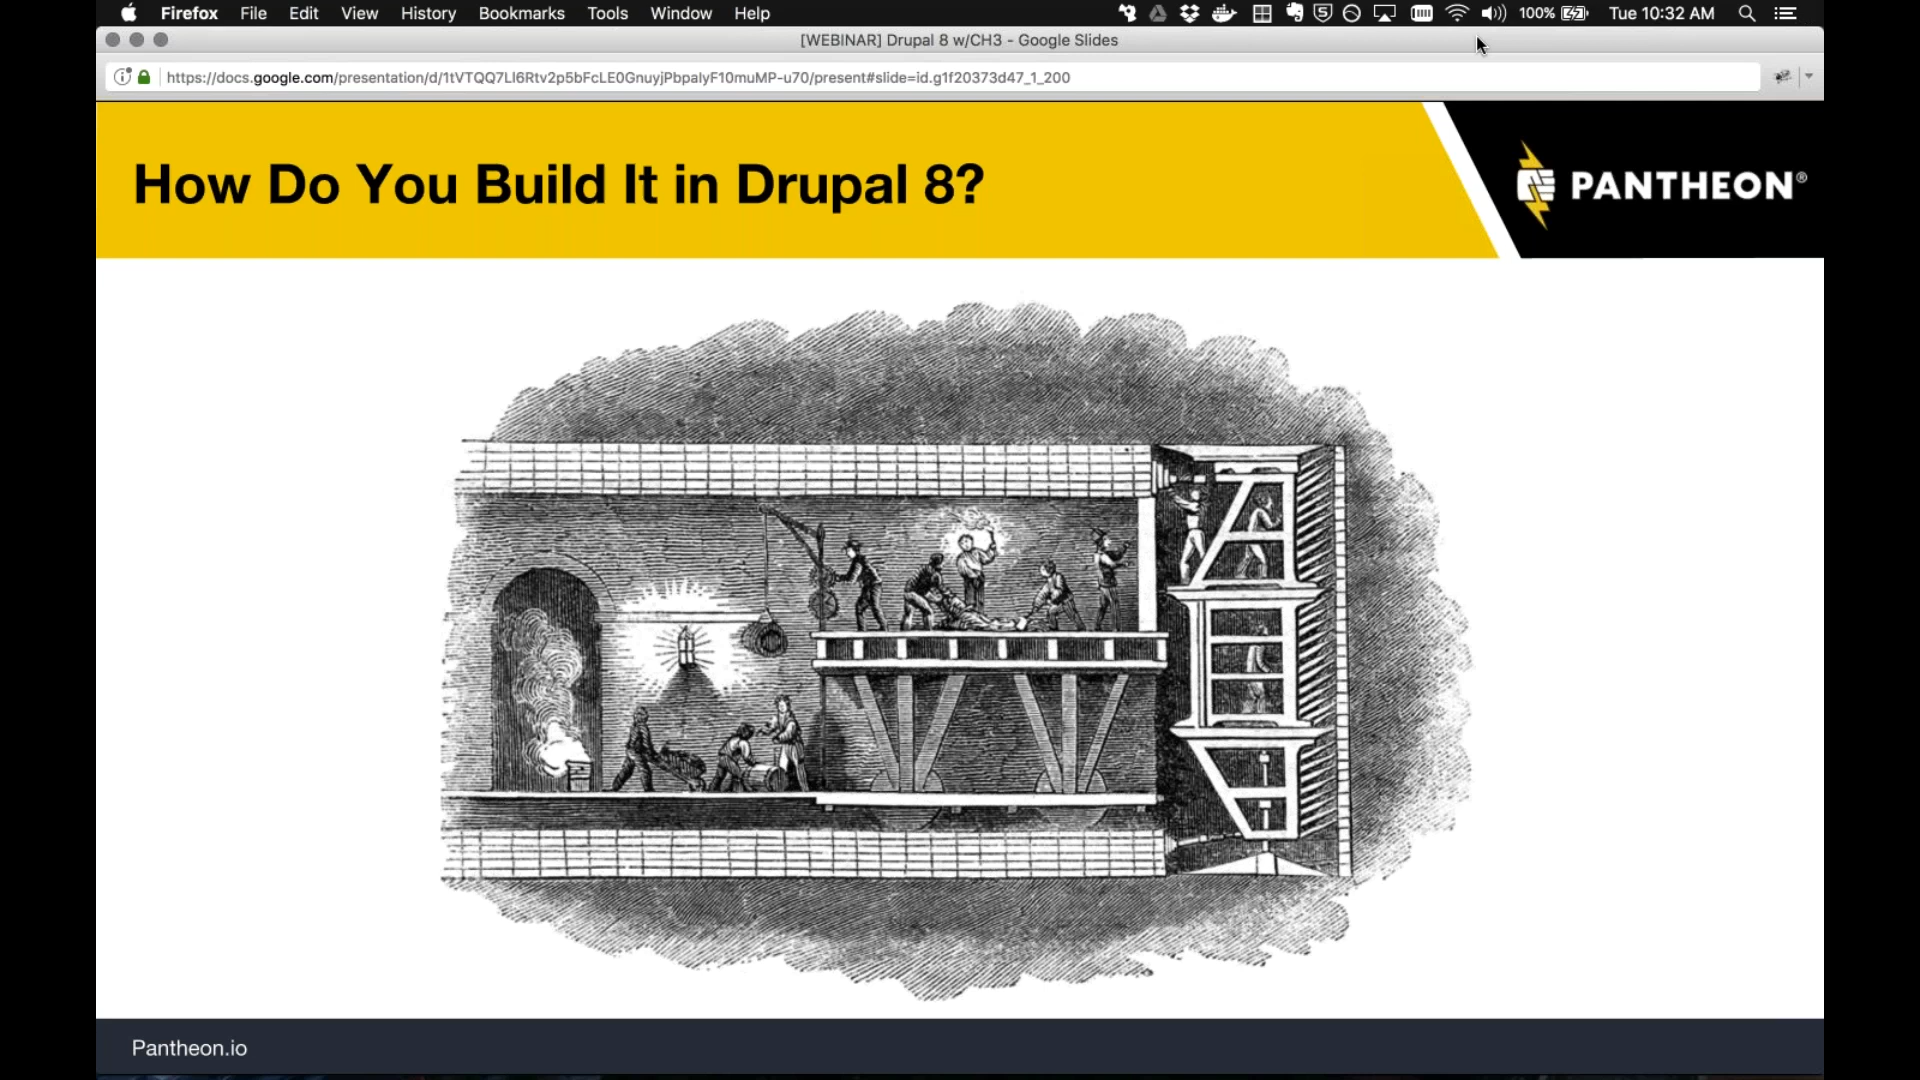 Firefox File Edit View History Bookmarks Tools Window Help 100% Tue 10:32 AM
[WEBINAR] Drupal 8 w/CH3 - Google Slides
https://docs.google.com/presentation/d/1tVTQQ7Ll6Rtv2p5bFcLE0GnuyjPbpalyF10muMP-u70/present#slide=id.g1f20373d47_1_200
How Do You Build It in Drupal 8?
PANTHEON®
Pantheon.io